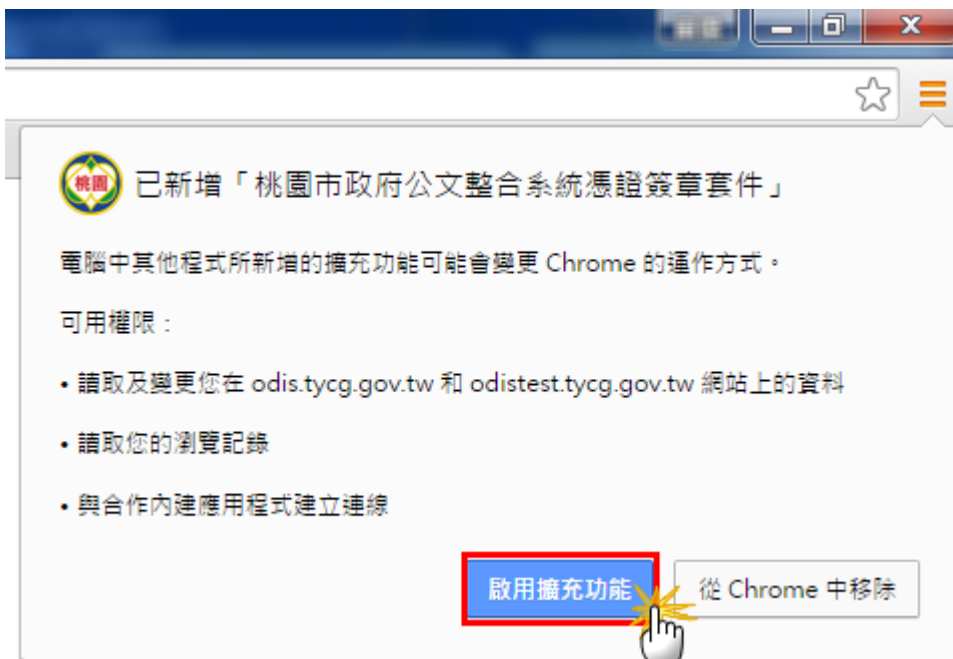 桃園
已新增「桃園市政府公文整合系統憑證簽章套件」
電腦中其他程式所新增的擴充功能可能會變更 Chrome 的運作方式。
可用權限：
• 讀取及變更您在 odis.tycg.gov.tw 和 odistest.tycg.gov.tw 網站上的資料
• 讀取您的瀏覽記錄
• 與合作內建應用程式建立連線
啟用擴充功能
從 Chrome 中移除